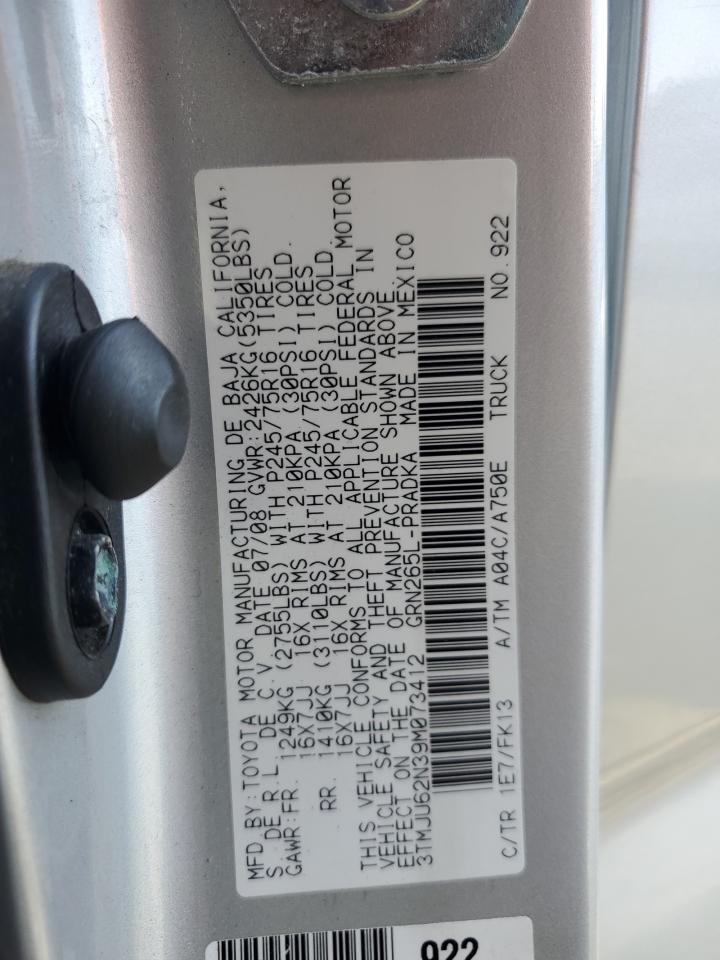 MFD.BY:TOYOTA MOTOR MANUFACTURING DE BAJA CALIFORNIA,
S. DE R.L. DE C.V. DATE 07/08 GVWR:2426KG(5350LBS)
GAWR:FR. 1249KG (2755LBS) WITH P245/75R16 TIRES
16X7JJ 16X RIMS AT 210KPA (30PSI) COLD.
RR. 1410KG (3110LBS) WITH P245/75R16 TIRES
16X7JJ 16X RIMS AT 210KPA (30PSI) COLD.
THIS VEHICLE CONFORMS TO ALL APPLICABLE FEDERAL MOTOR
VEHICLE SAFETY AND THEFT PREVENTION STANDARDS IN
EFFECT ON THE DATE OF MANUFACTURE SHOWN ABOVE.
3TMJU62N39M073412 GRN265L-PRADKA MADE IN MEXICO
C/TR 1E7/FK13 A/TM A04C/A750E TRUCK NO. 922
922